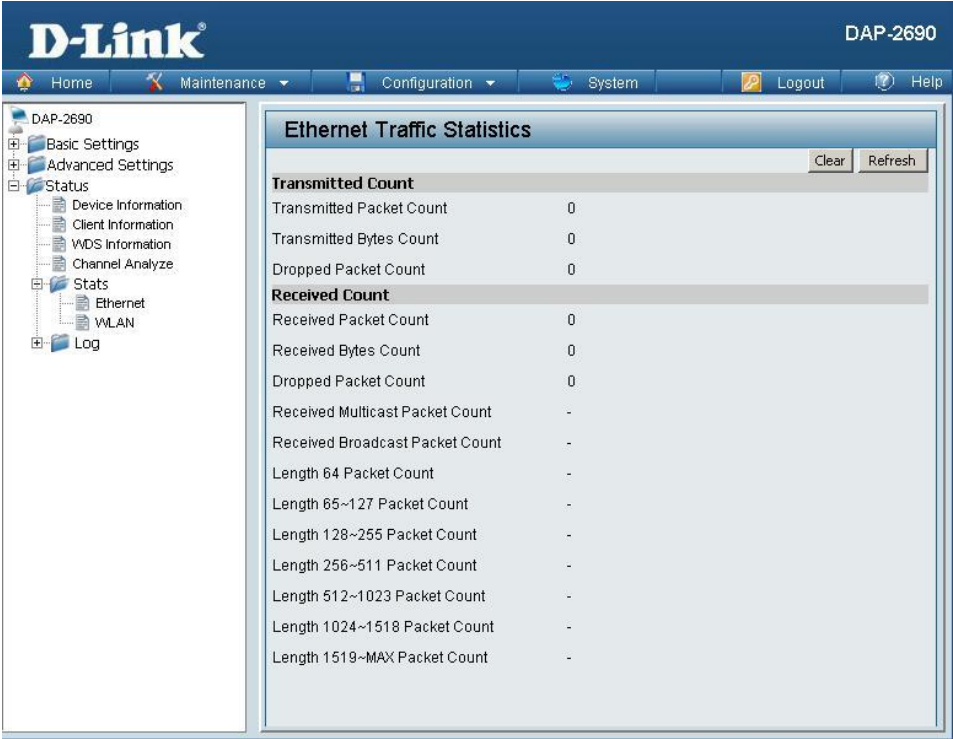 D-Link®
DAP-2690
Home Maintenance Configuration System Logout Help
DAP-2690
Basic Settings
Advanced Settings
Status
Device Information
Client Information
WDS Information
Channel Analyze
Stats
Ethernet
WLAN
Log
Ethernet Traffic Statistics
Clear Refresh
Transmitted Count
Transmitted Packet Count 0
Transmitted Bytes Count 0
Dropped Packet Count 0
Received Count
Received Packet Count 0
Received Bytes Count 0
Dropped Packet Count 0
Received Multicast Packet Count -
Received Broadcast Packet Count -
Length 64 Packet Count -
Length 65~127 Packet Count -
Length 128~255 Packet Count -
Length 256~511 Packet Count -
Length 512~1023 Packet Count -
Length 1024~1518 Packet Count -
Length 1519~MAX Packet Count -